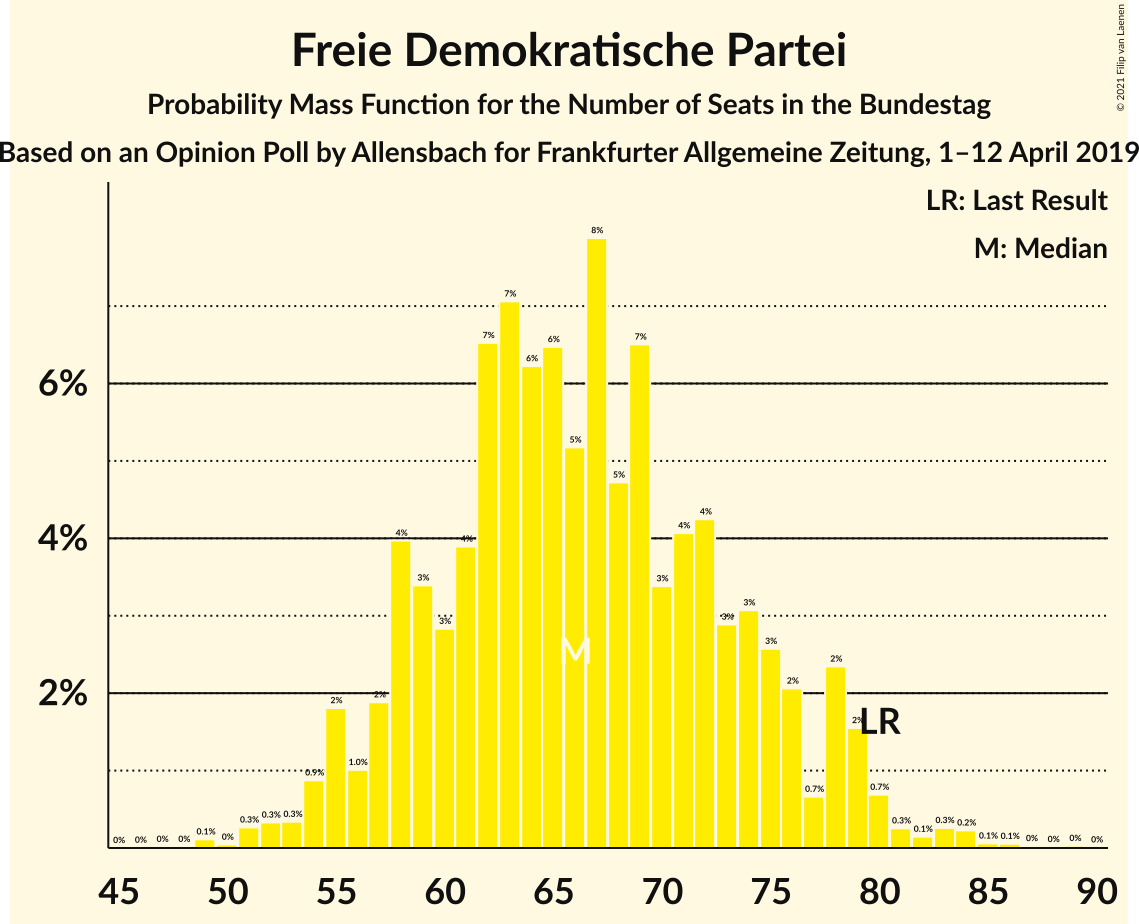 © 2021 Filip van Laenen
Freie Demokratische Partei
Probability Mass Function for the Number of Seats in the Bundestag
Based on an Opinion Poll by Allensbach for Frankfurter Allgemeine Zeitung, 1–12 April 2019
LR: Last Result
M: Median
6%
4%
2%
0% 0% 0% 0% 0.1% 0% 0.3% 0.3% 0.3% 0.9% 2% 1.0% 2% 4% 3% 3% 4% 7% 7% 6% 6% 5% 8% 5% 7% 3% 4% 4% 3% 3% 3% 2% 0.7% 2% 2% 0.7% 0.3% 0.1% 0.3% 0.2% 0.1% 0.1% 0% 0% 0% 0%
M
LR
45 50 55 60 65 70 75 80 85 90